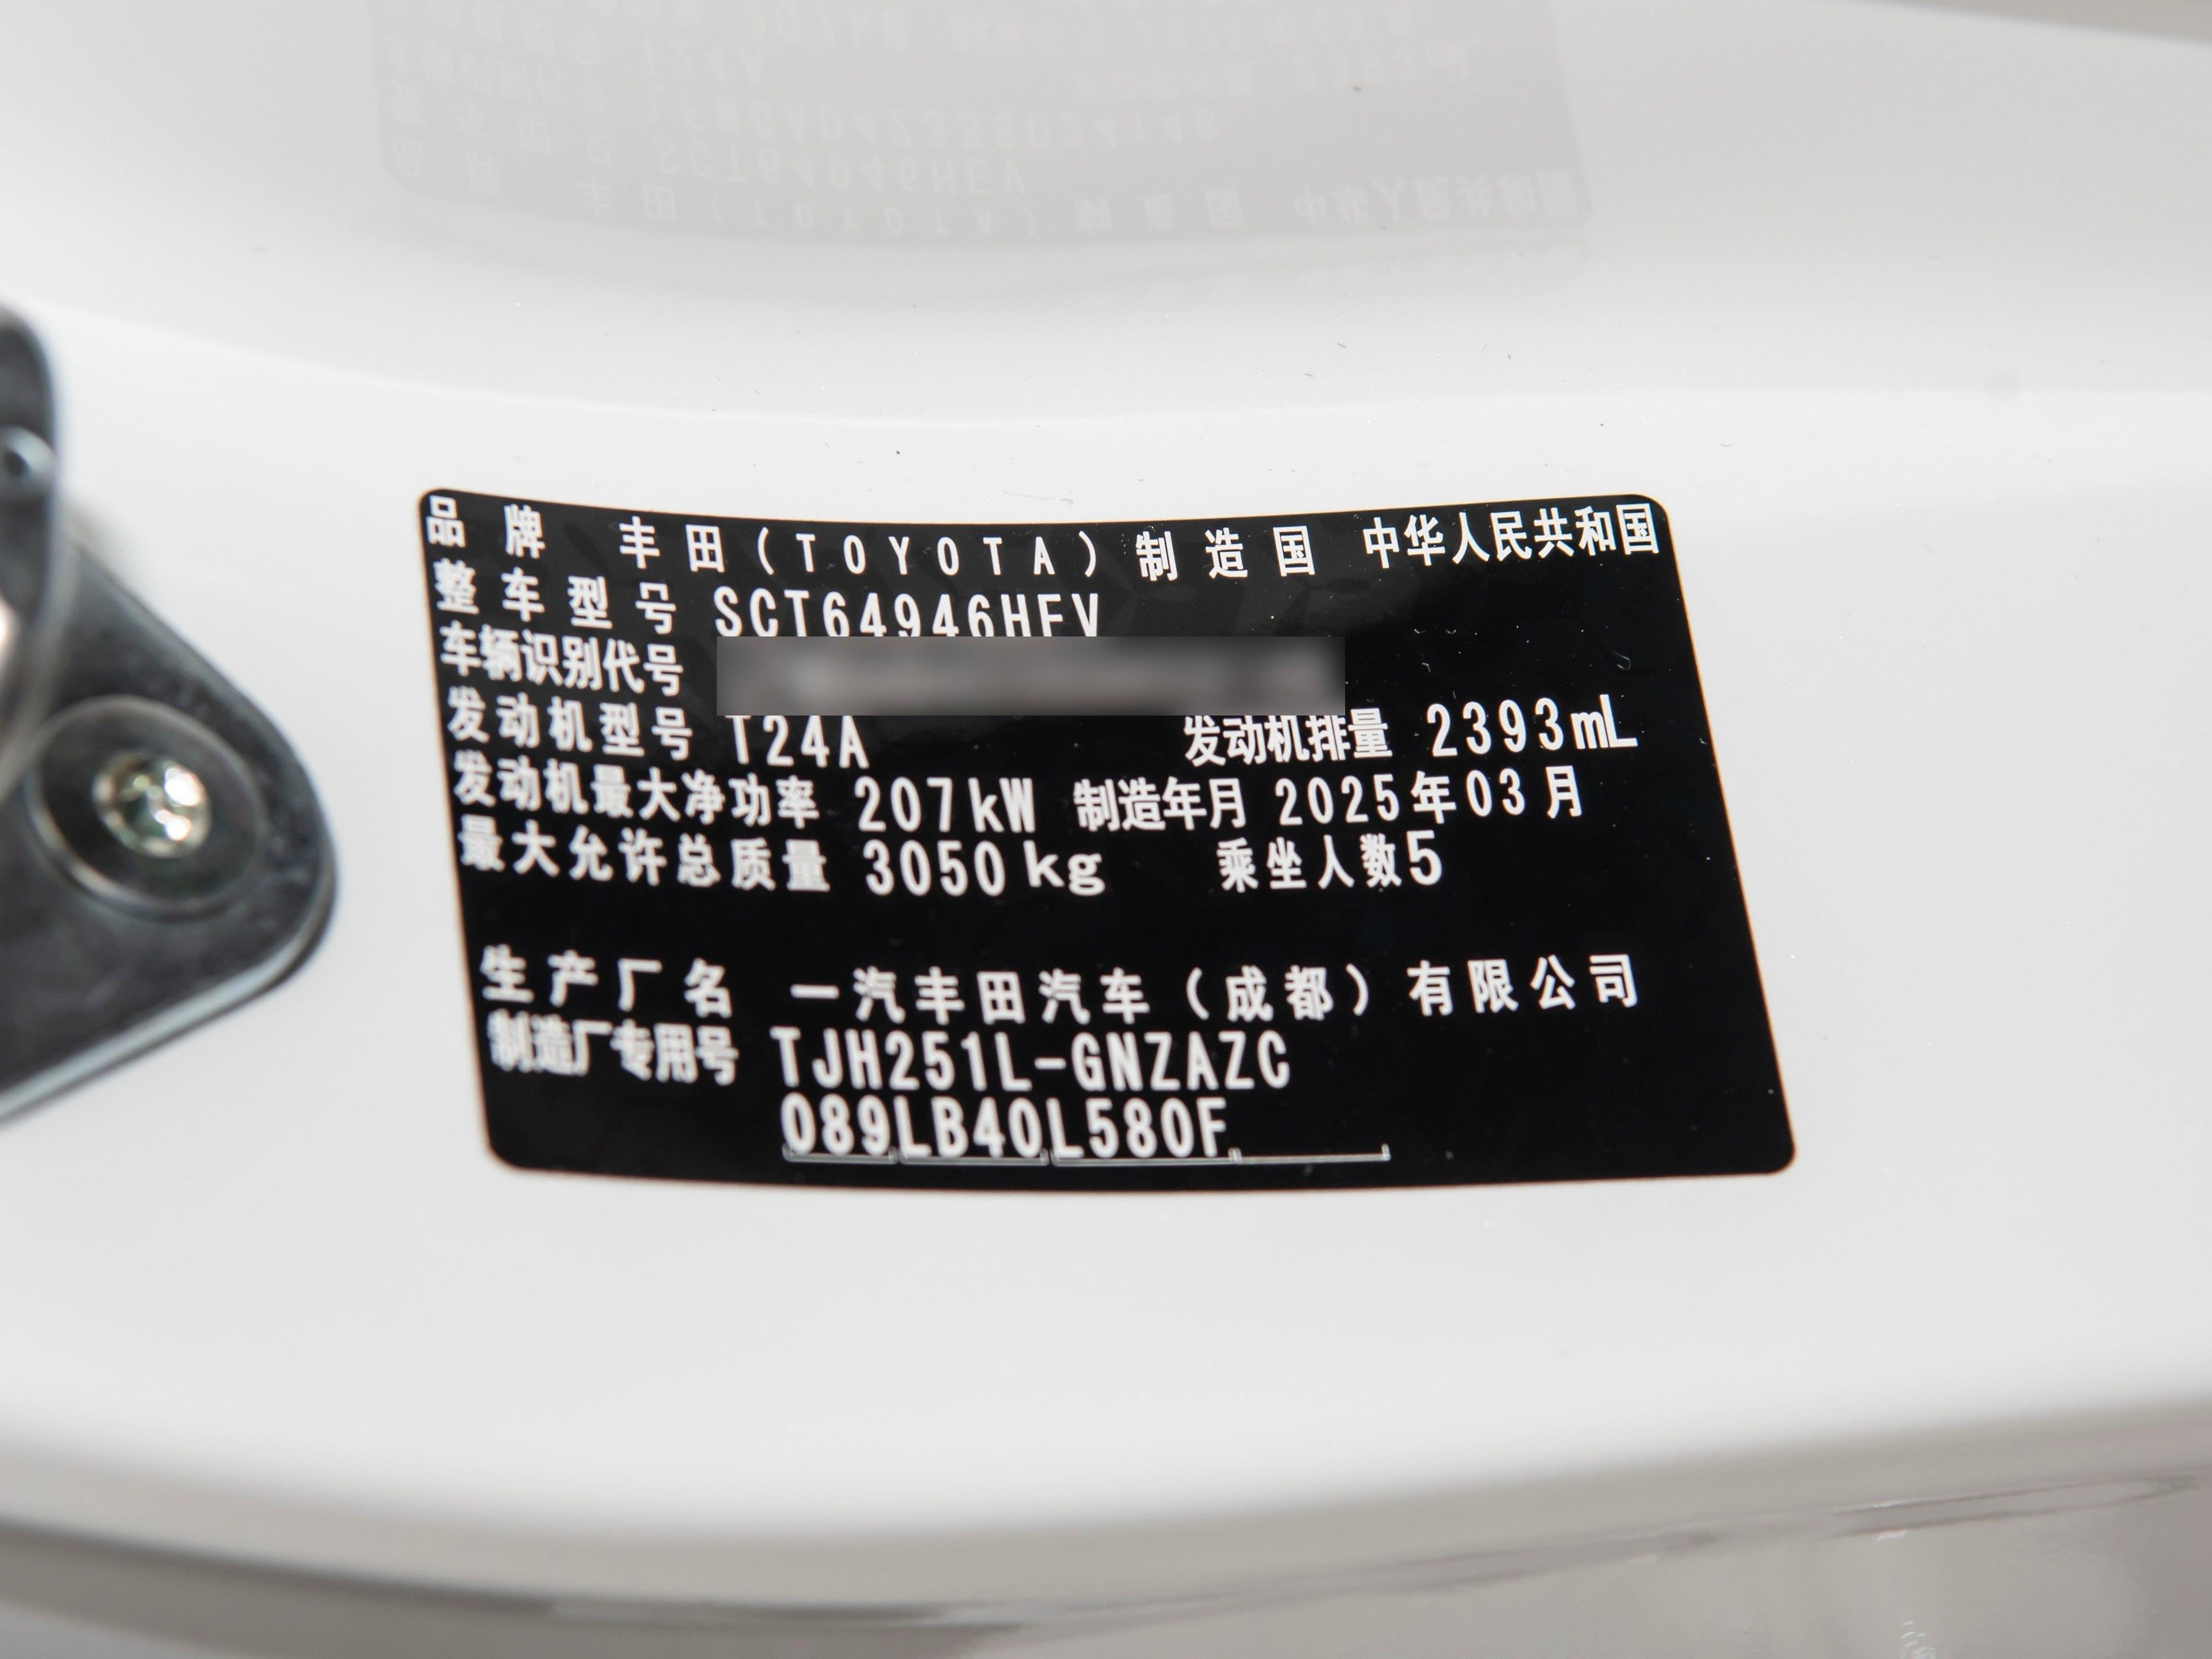 品牌 丰田(TOYOTA) 制造国 中华人民共和国
整车型号 SCT64946HEV
车辆识别代号
发动机型号 T24A 发动机排量 2393mL
发动机最大净功率 207kW 制造年月 2025年03月
最大允许总质量 3050kg 乘坐人数5
生产厂名 一汽丰田汽车(成都)有限公司
制造厂专用号 TJH251L-GNZAZC
089LB40L580F